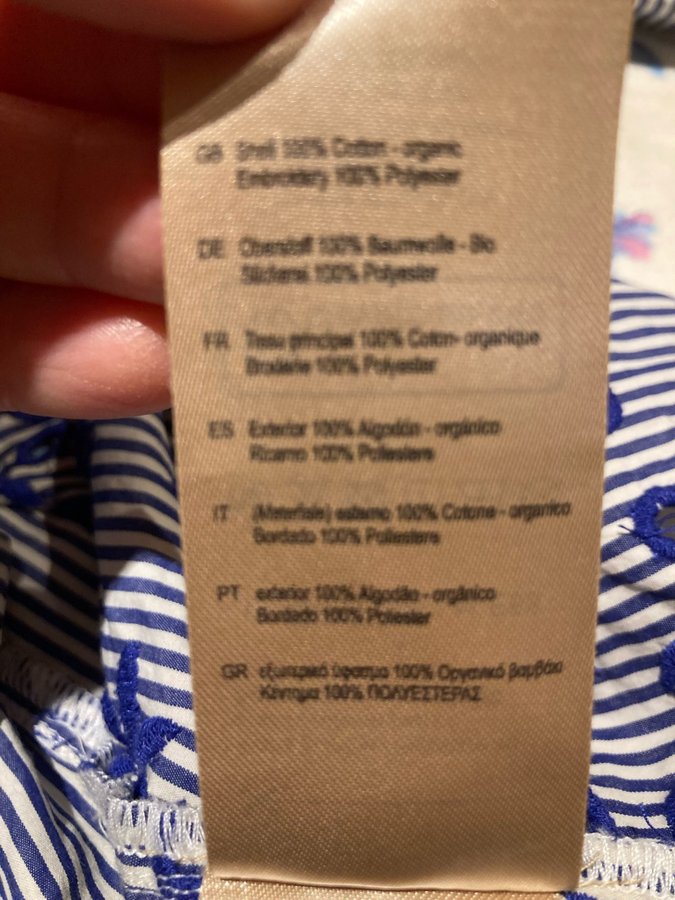 GB Shell 100% Cotton - organic
Embroidery 100% Polyester
DE Oberstoff 100% Baumwolle - Bio
Stickerei 100% Polyester
FR Tissu principal 100% Coton- organique
Broderie 100% Polyester
ES Exterior 100% Algodón - orgánico
Ricamo 100% Poliestere
IT (Materiale) esterno 100% Cotone - organico
Bordado 100% Poliestere
PT exterior 100% Algodão - orgânico
Bordado 100% Poliester
GR εξωτερικό ύφασμα 100% Οργανικό βαμβάκι
Κέντημα 100% ΠΟΛΥΕΣΤΕΡΑΣ